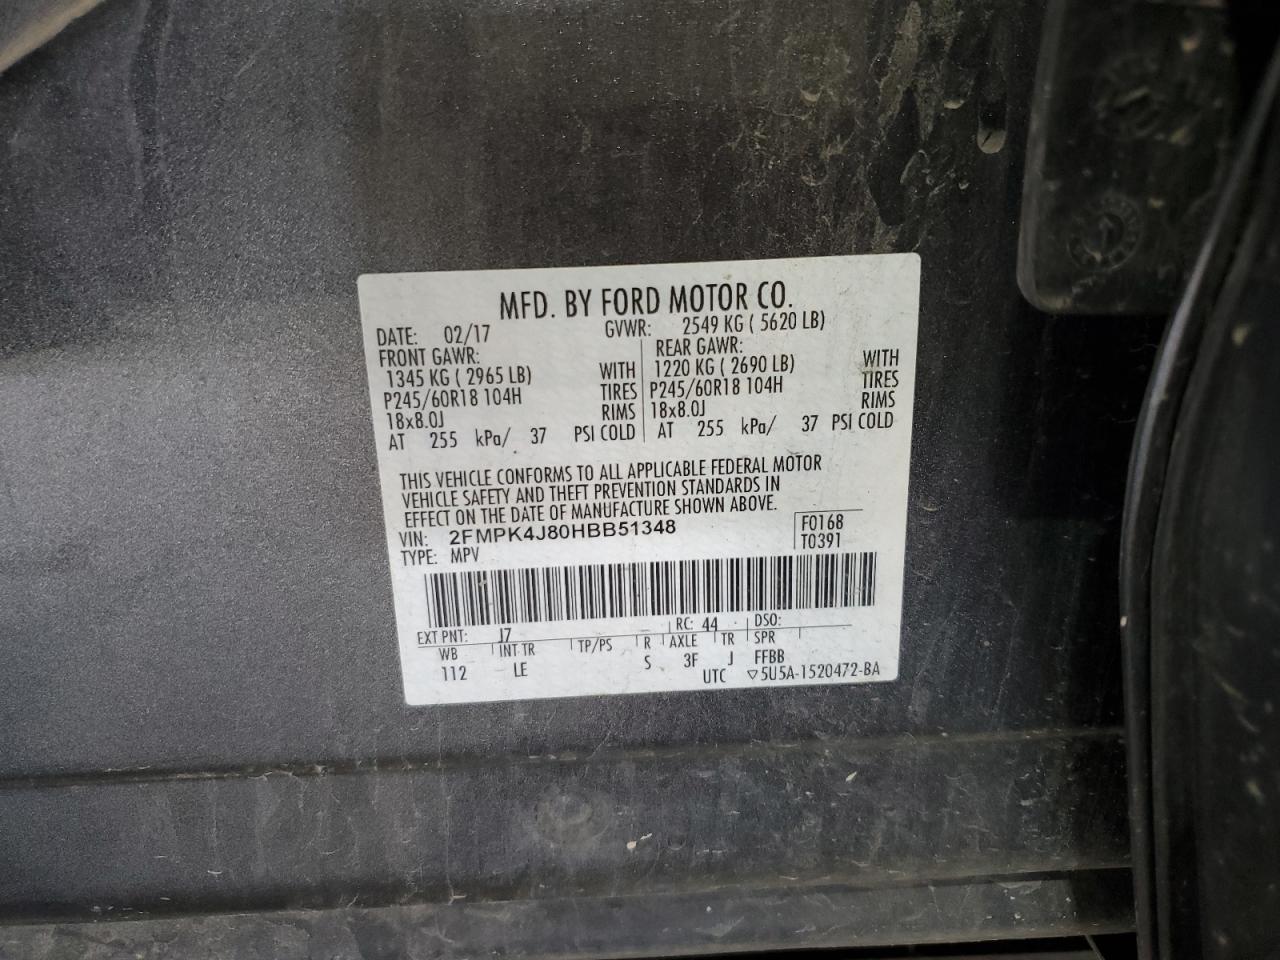 MFD. BY FORD MOTOR CO.
DATE: 02/17 GVWR: 2549 KG ( 5620 LB)
FRONT GAWR: REAR GAWR:
1345 KG ( 2965 LB) WITH 1220 KG ( 2690 LB) WITH
P245/60R18 104H TIRES P245/60R18 104H TIRES
18x8.0J RIMS 18x8.0J RIMS
AT 255 kPa/ 37 PSI COLD AT 255 kPa/ 37 PSI COLD
THIS VEHICLE CONFORMS TO ALL APPLICABLE FEDERAL MOTOR
VEHICLE SAFETY AND THEFT PREVENTION STANDARDS IN
EFFECT ON THE DATE OF MANUFACTURE SHOWN ABOVE.
VIN: 2FMPK4J80HBB51348 F0168
TYPE: MPV T0391
EXT PNT: J7 RC: 44 DSO:
WB INT TR TP/PS R AXLE TR SPR
112 LE S 3F J FFBB
UTC ▽5U5A-1520472-BA